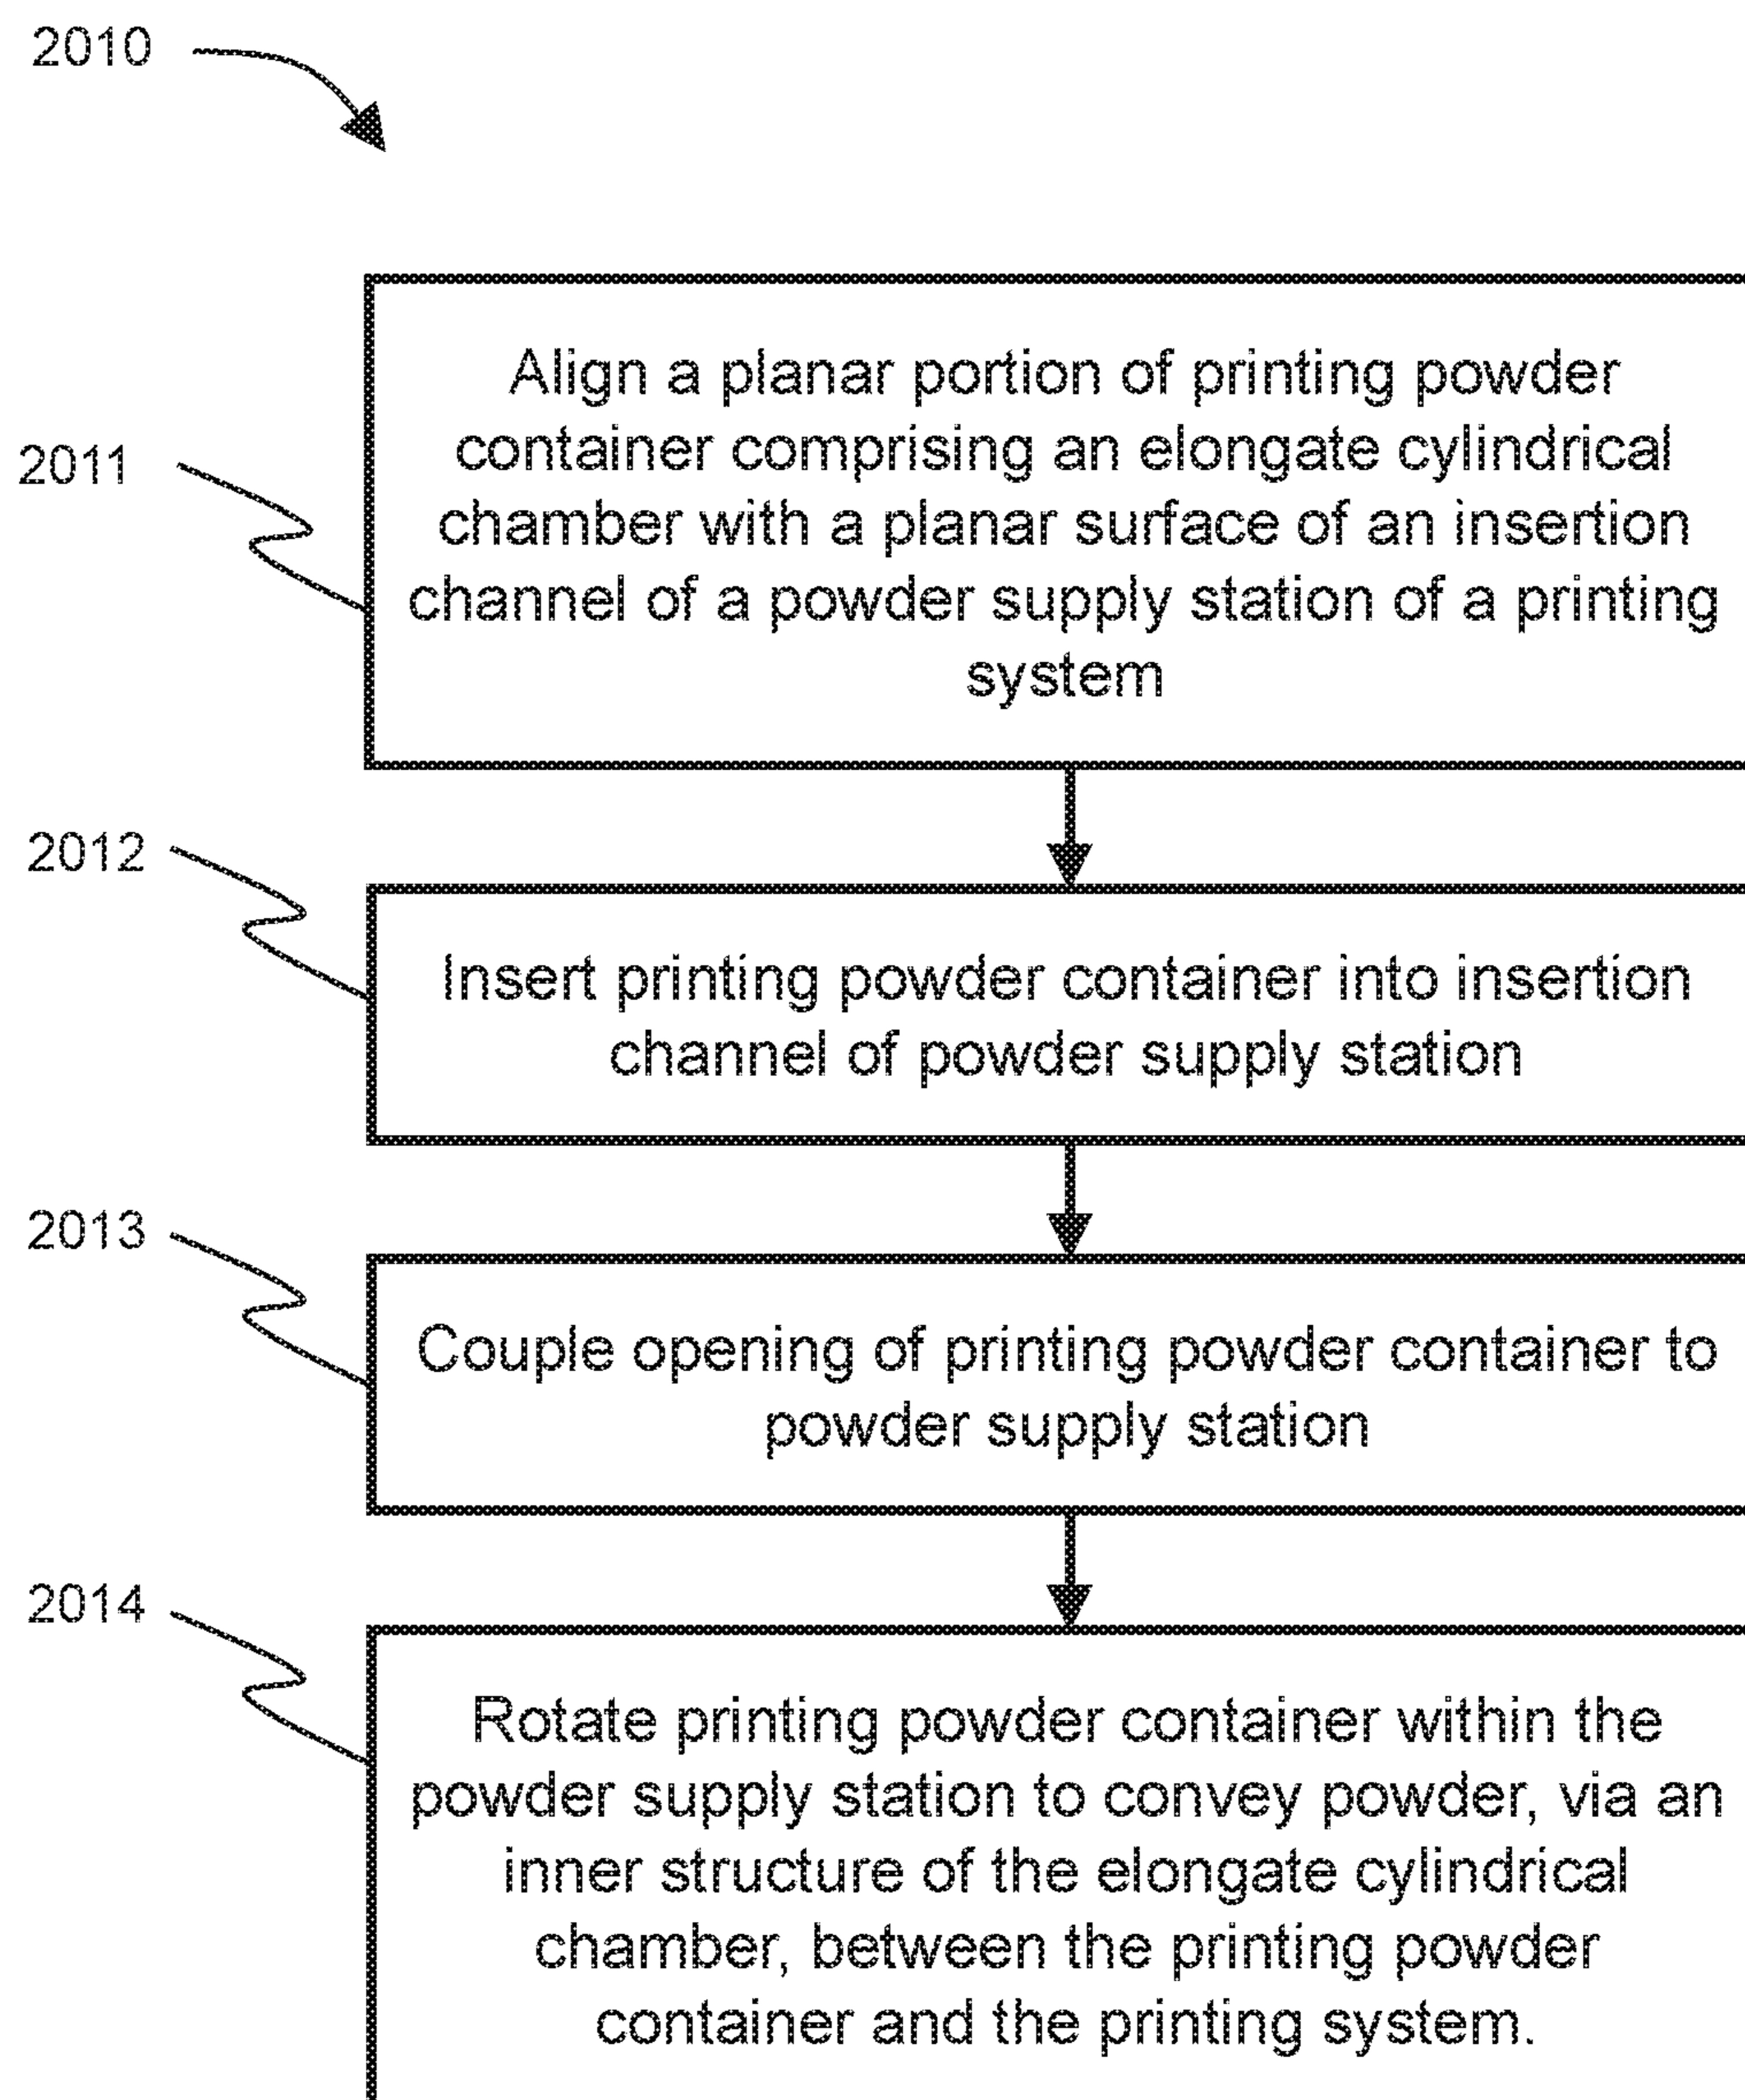 2010
2011
Align a planar portion of printing powder
container comprising an elongate cylindrical
chamber with a planar surface of an insertion
channel of a powder supply station of a printing
system
2012
Insert printing powder container into insertion
channel of powder supply station
2013
Couple opening of printing powder container to
powder supply station
2014
Rotate printing powder container within the
powder supply station to convey powder, via an
inner structure of the elongate cylindrical
chamber, between the printing powder
container and the printing system.